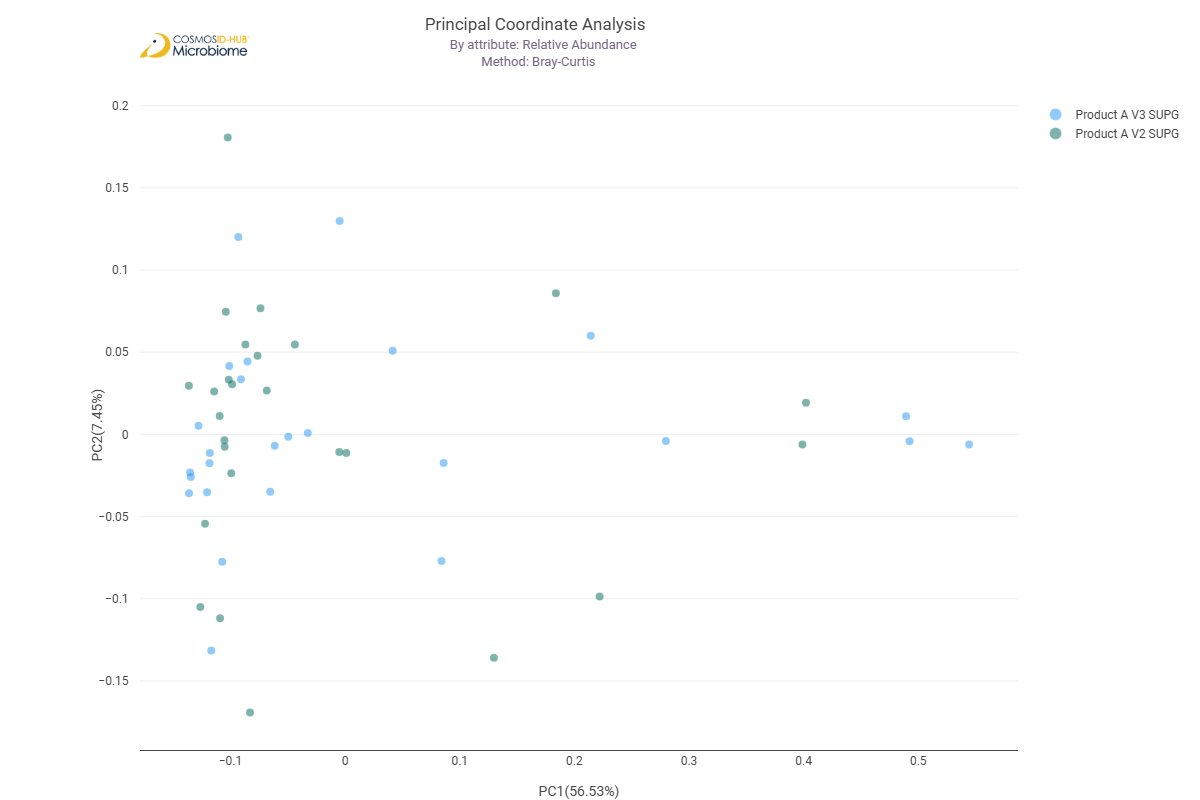 Principal Coordinate Analysis
By attribute: Relative Abundance
Method: Bray-Curtis
COSMOSID-HUB
Microbiome
Product A V3 SUPG
Product A V2 SUPG
0.2
0.15
0.1
0.05
0
−0.05
−0.1
−0.15
PC2(7.45%)
−0.1
0
0.1
0.2
0.3
0.4
0.5
PC1(56.53%)